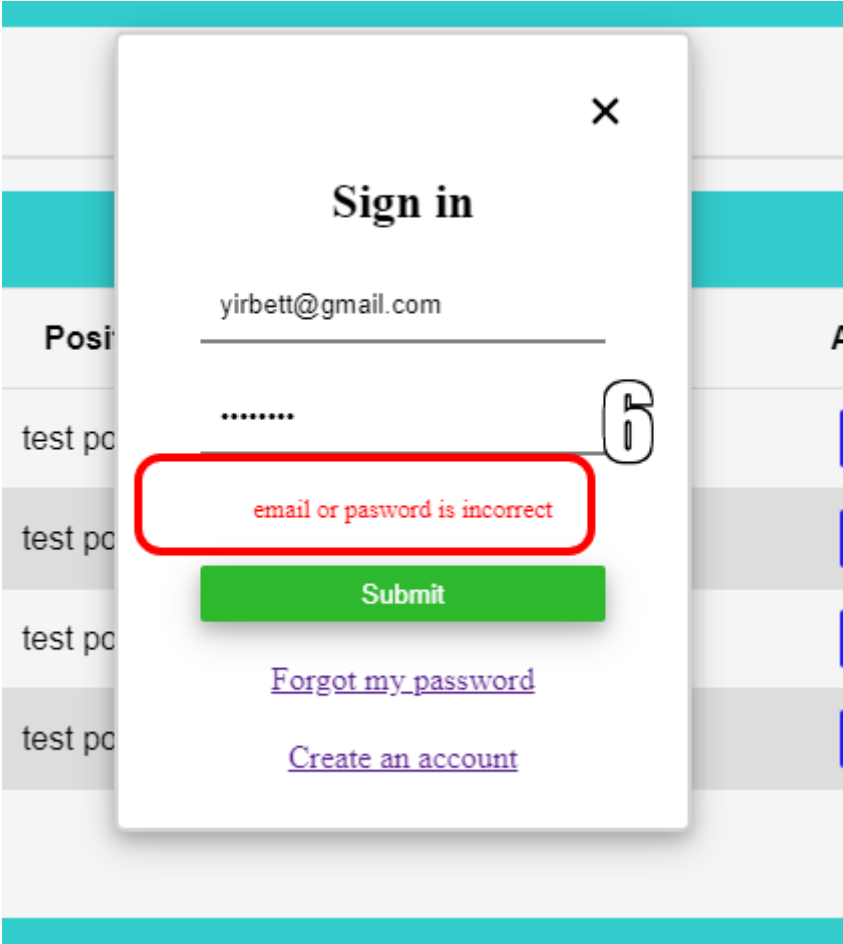 ×
Sign in
yirbett@gmail.com
Posi
A
••••••••
6
test po
email or pasword is incorrect
test po
Submit
test po
Forgot my password
test po
Create an account